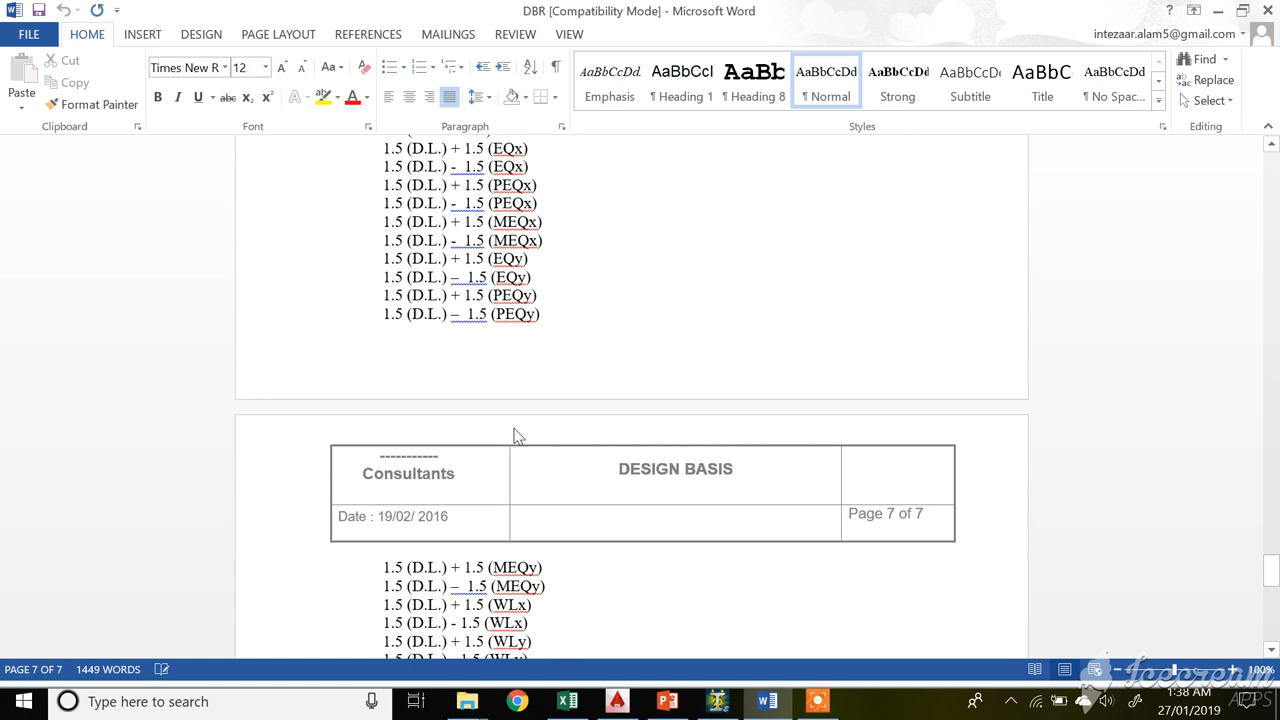 DBR [Compatibility Mode] - Microsoft Word
FILE HOME INSERT DESIGN PAGE LAYOUT REFERENCES MAILINGS REVIEW VIEW
intezaar.alam5@gmail.com
Paste
Cut
Copy
Format Painter
Clipboard
Times New R 12
Font
Paragraph
AaBbCcDd. AaBbCcI AaBb AaBbCcDd AaBbCcDd AaBbCcDc AaBbC AaBbCcDd
Emphasis ¶ Heading 1 ¶ Heading 8 ¶ Normal Strong Subtitle Title ¶ No Spac...
Styles
Find
Replace
Select
Editing
1.5 (D.L.) + 1.5 (EQx)
1.5 (D.L.) - 1.5 (EQx)
1.5 (D.L.) + 1.5 (PEQx)
1.5 (D.L.) - 1.5 (PEQx)
1.5 (D.L.) + 1.5 (MEQx)
1.5 (D.L.) - 1.5 (MEQx)
1.5 (D.L.) + 1.5 (EQy)
1.5 (D.L.) – 1.5 (EQy)
1.5 (D.L.) + 1.5 (PEQy)
1.5 (D.L.) – 1.5 (PEQy)
-----------
Consultants
DESIGN BASIS
Date : 19/02/ 2016
Page 7 of 7
1.5 (D.L.) + 1.5 (MEQy)
1.5 (D.L.) – 1.5 (MEQy)
1.5 (D.L.) + 1.5 (WLx)
1.5 (D.L.) - 1.5 (WLx)
1.5 (D.L.) + 1.5 (WLy)
PAGE 7 OF 7 1449 WORDS
100%
Icecream
APPS
Type here to search
1:38 AM
27/01/2019